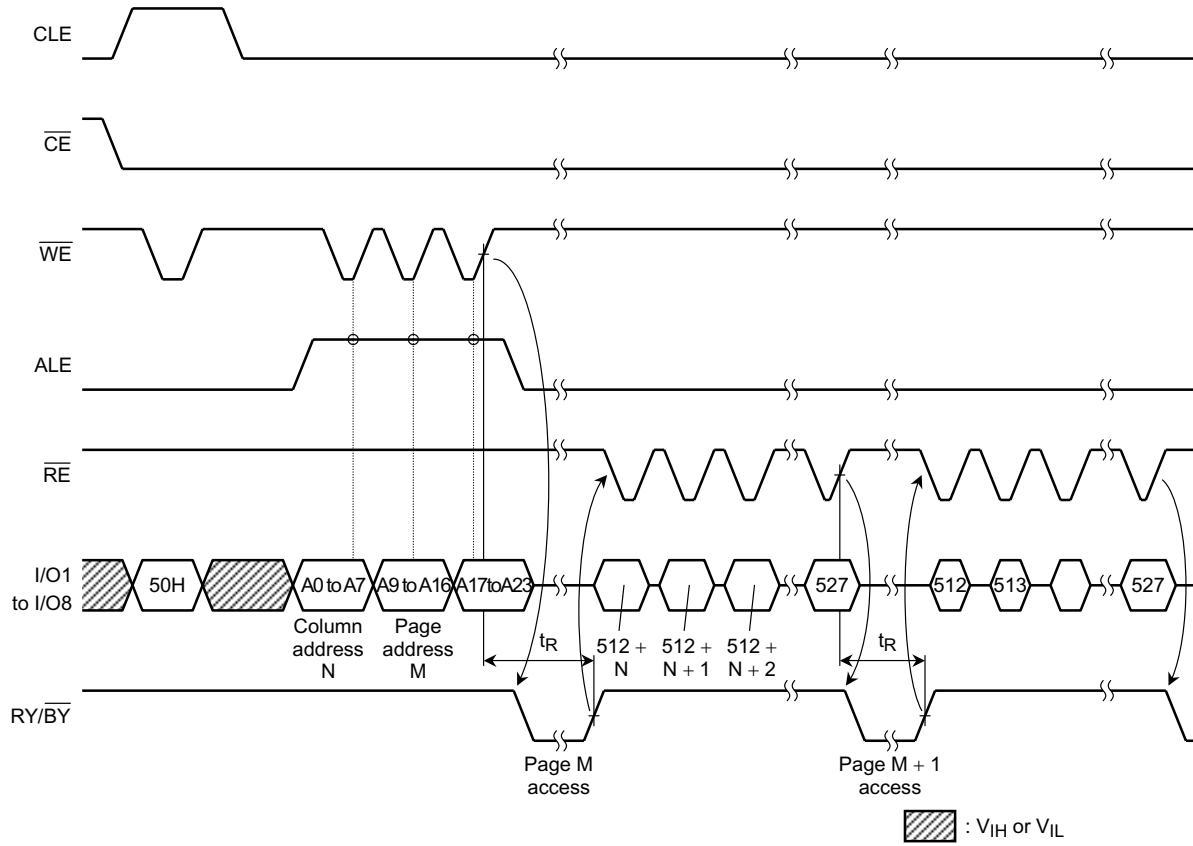 CLE
CE
WE
ALE
RE
I/O1
to I/O8
50H
A0 to A7
A9 to A16
A17 to A23
527
512
513
527
Column
address
N
Page
address
M
tR
512 +
N
512 +
N + 1
512 +
N + 2
tR
RY/BY
Page M
access
Page M + 1
access
: VIH or VIL